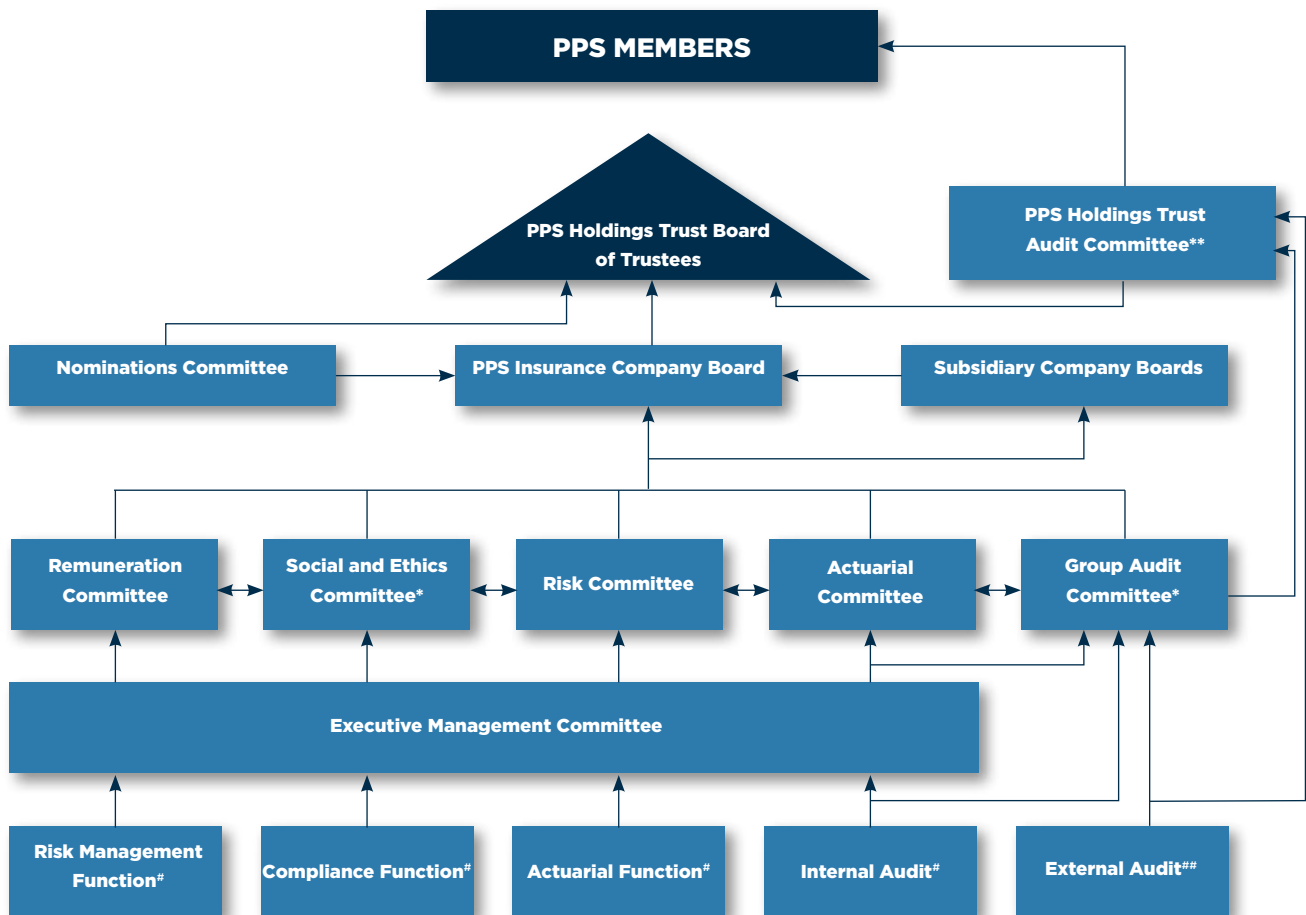 PPS MEMBERS
PPS Holdings Trust Board
of Trustees
PPS Holdings Trust
Audit Committee**
Nominations Committee
PPS Insurance Company Board
Subsidiary Company Boards
Remuneration
Committee
Social and Ethics
Committee*
Risk Committee
Actuarial
Committee
Group Audit
Committee*
Executive Management Committee
Risk Management
Function#
Compliance Function#
Actuarial Function#
Internal Audit#
External Audit##